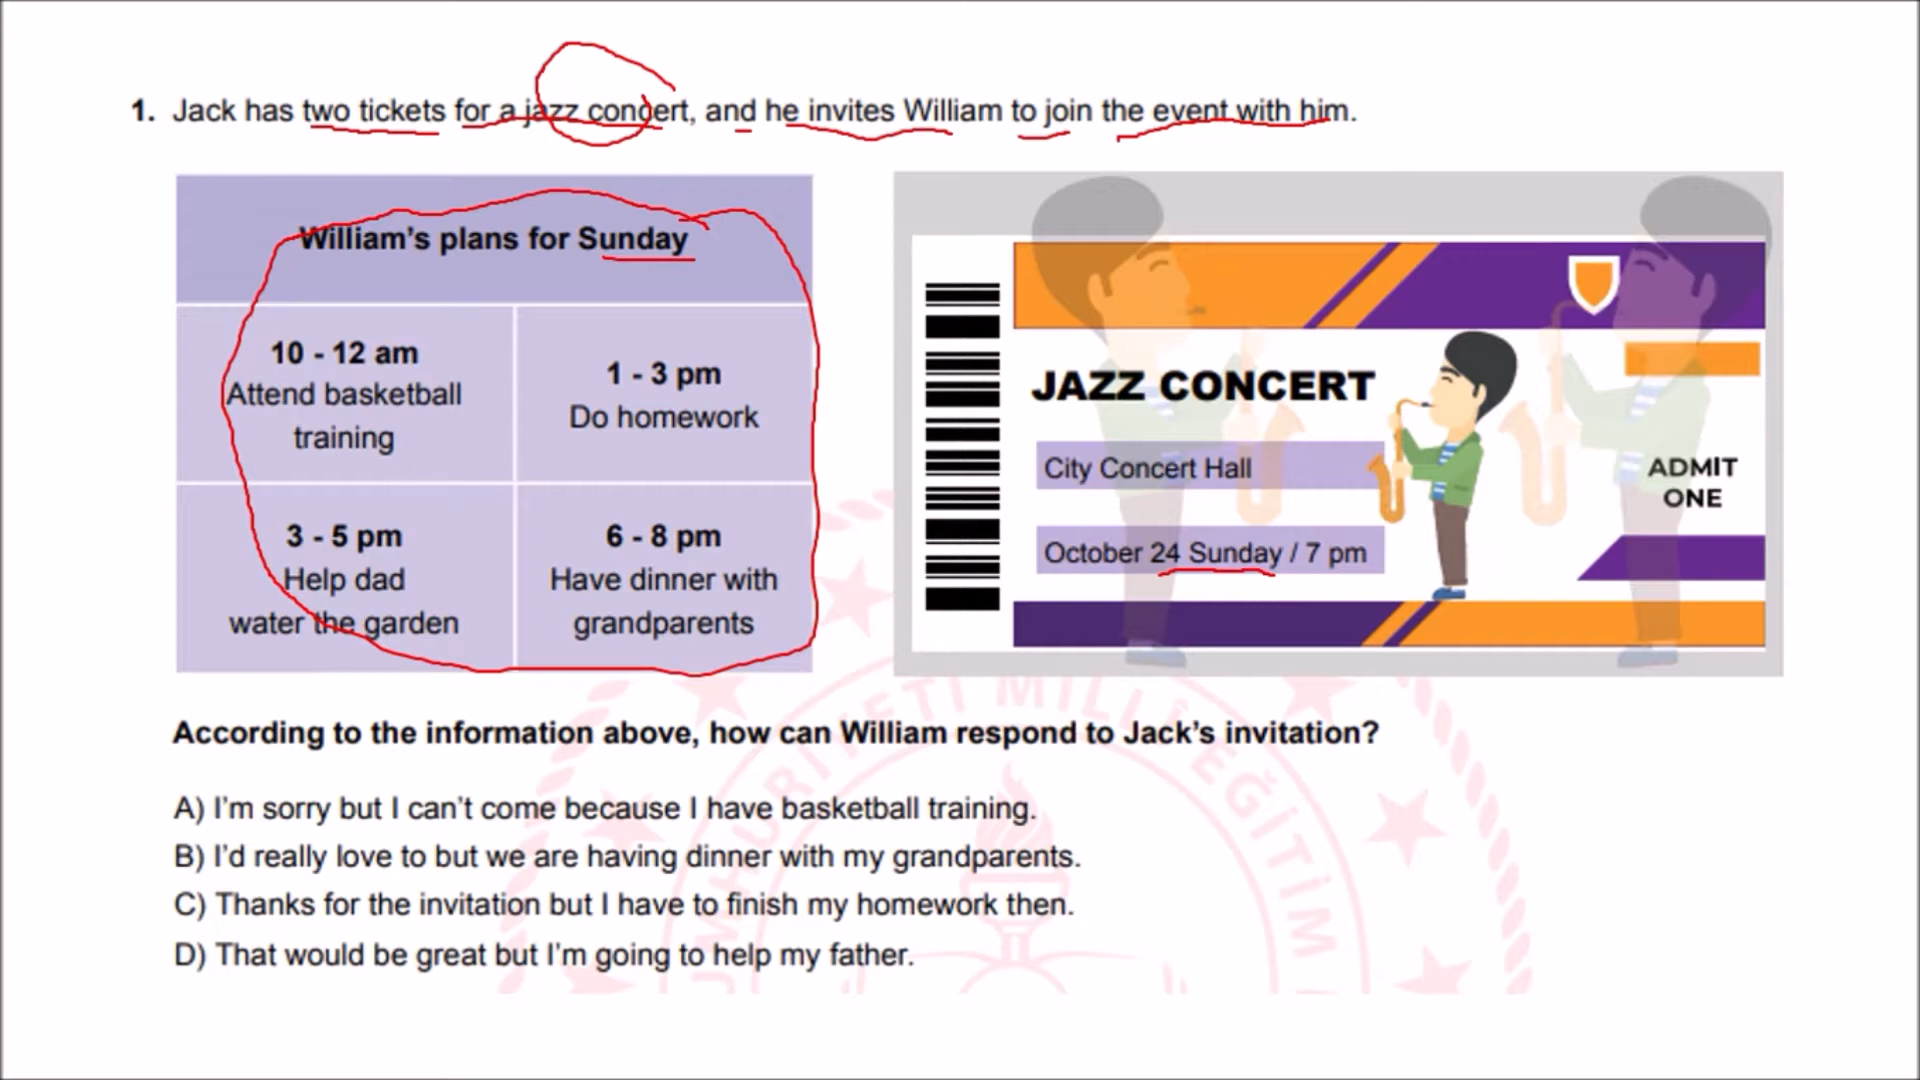 1. Jack has two tickets for a jazz concert, and he invites William to join the event with him.
William's plans for Sunday
10 - 12 am
Attend basketball
training
1 - 3 pm
Do homework
3 - 5 pm
Help dad
water the garden
6 - 8 pm
Have dinner with
grandparents
JAZZ CONCERT
City Concert Hall
October 24 Sunday / 7 pm
ADMIT
ONE
According to the information above, how can William respond to Jack's invitation?
A) I'm sorry but I can't come because I have basketball training.
B) I'd really love to but we are having dinner with my grandparents.
C) Thanks for the invitation but I have to finish my homework then.
D) That would be great but I'm going to help my father.
MİLLÎ EĞİTİM